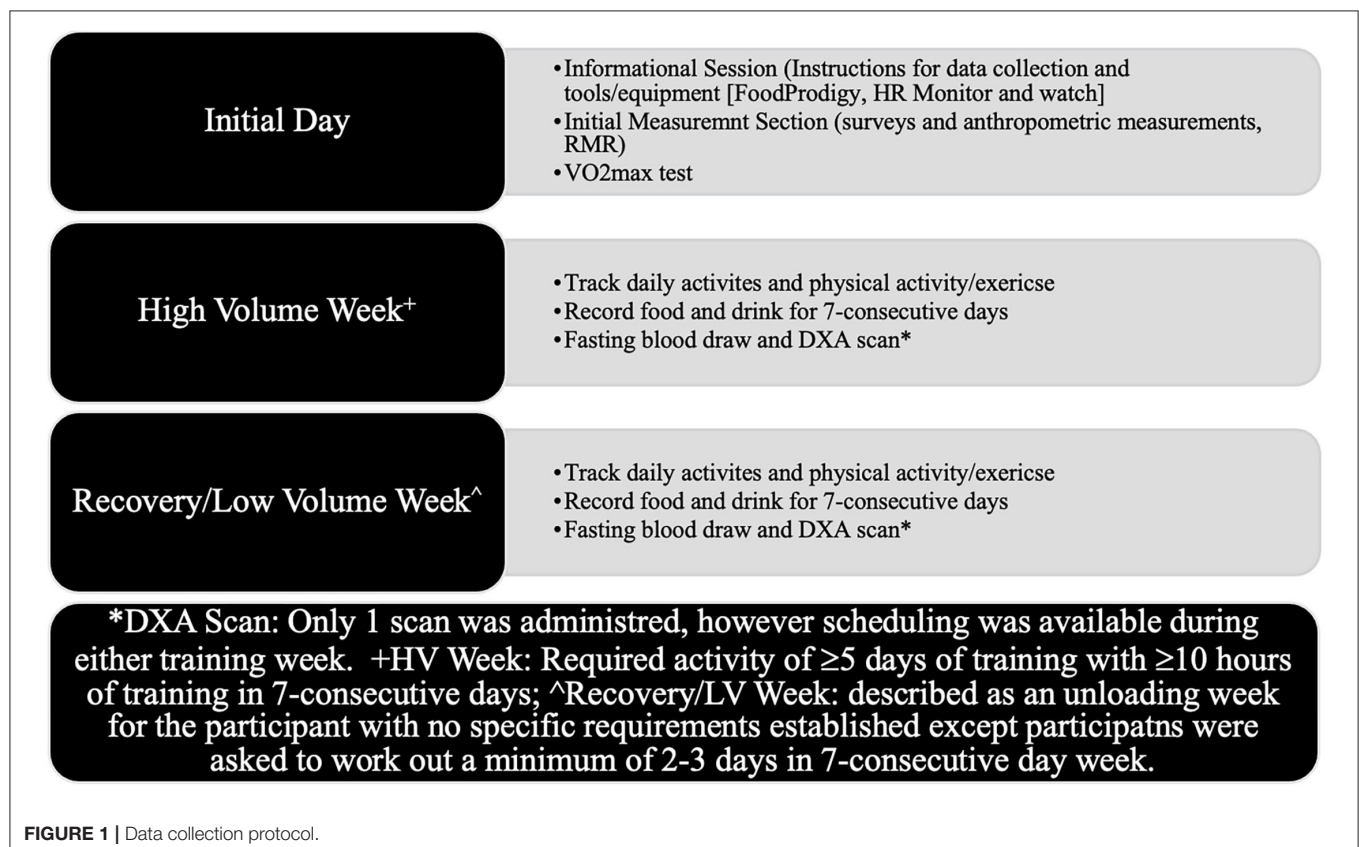 Initial Day
•Informational Session (Instructions for data collection and
tools/equipment [FoodProdigy, HR Monitor and watch]
•Initial Measuremnt Section (surveys and anthropometric measurements,
RMR)
•VO2max test
High Volume Week+
•Track daily activites and physical activity/exericse
•Record food and drink for 7-consecutive days
•Fasting blood draw and DXA scan*
Recovery/Low Volume Week^
•Track daily activites and physical activity/exericse
•Record food and drink for 7-consecutive days
•Fasting blood draw and DXA scan*
*DXA Scan: Only 1 scan was administred, however scheduling was available during
either training week. +HV Week: Required activity of ≥5 days of training with ≥10 hours
of training in 7-consecutive days; ^Recovery/LV Week: described as an unloading week
for the participant with no specific requirements established except participatns were
asked to work out a minimum of 2-3 days in 7-consecutive day week.
FIGURE 1 | Data collection protocol.